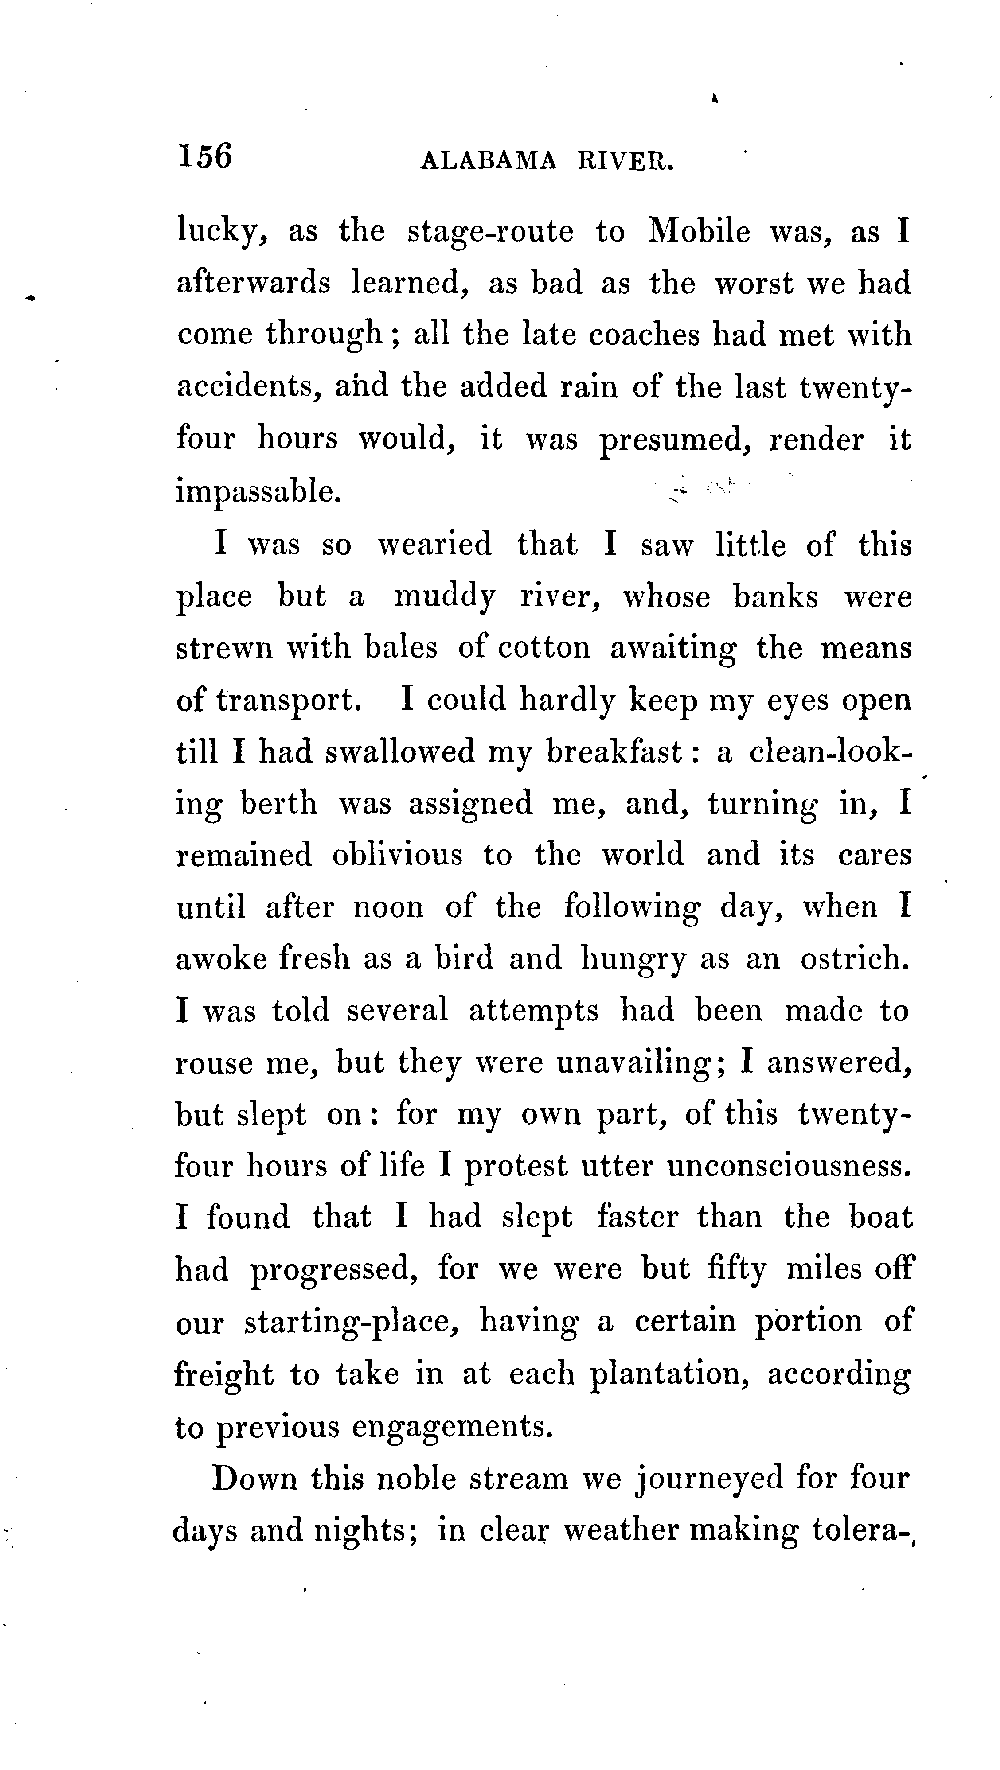 156 ALABAMA RIVER.
lucky, as the stage-route to Mobile was, as I
afterwards learned, as bad as the worst we had
come through; all the late coaches had met with
accidents, and the added rain of the last twenty-
four hours would, it was presumed, render it
impassable.
I was so wearied that I saw little of this
place but a muddy river, whose banks were
strewn with bales of cotton awaiting the means
of transport. I could hardly keep my eyes open
till I had swallowed my breakfast: a clean-look-
ing berth was assigned me, and, turning in, I
remained oblivious to the world and its cares
until after noon of the following day, when I
awoke fresh as a bird and hungry as an ostrich.
I was told several attempts had been made to
rouse me, but they were unavailing; I answered,
but slept on: for my own part, of this twenty-
four hours of life I protest utter unconsciousness.
I found that I had slept faster than the boat
had progressed, for we were but fifty miles off
our starting-place, having a certain portion of
freight to take in at each plantation, according
to previous engagements.
Down this noble stream we journeyed for four
days and nights; in clear weather making tolera-